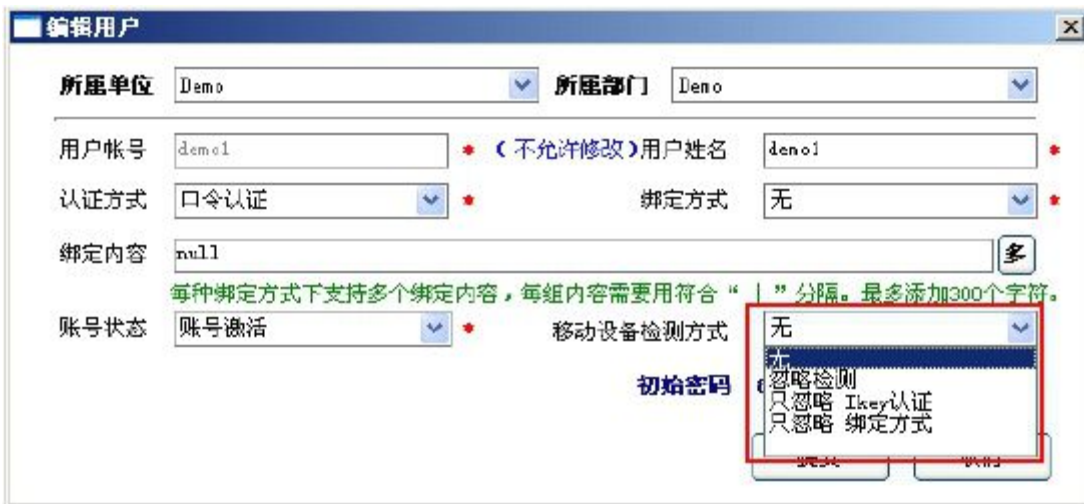 编辑用户
所属单位 Demo 所属部门 Demo
用户帐号 demo1 * (不允许修改)用户姓名 demo1 *
认证方式 口令认证 * 绑定方式 无 *
绑定内容 null 多
每种绑定方式下支持多个绑定内容，每组内容需要用符合“|”分隔。最多添加300个字符。
账号状态 账号激活 * 移动设备检测方式 无
无
初始密码 忽略检测
只忽略 Ikey认证
只忽略 绑定方式